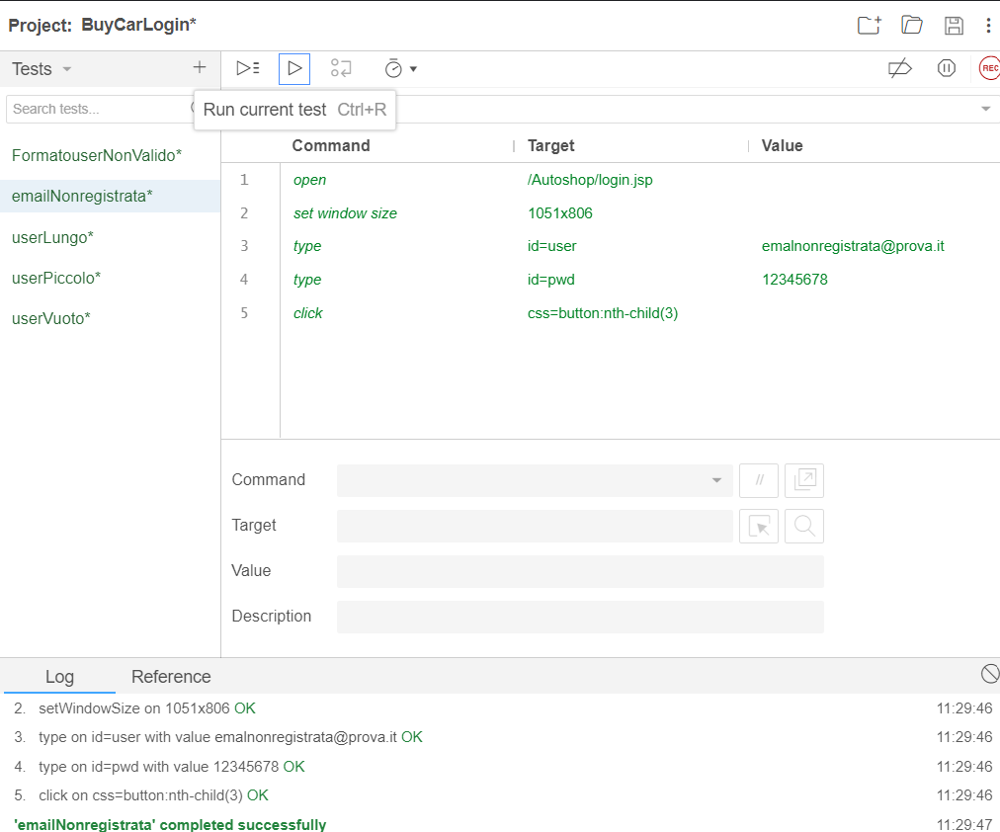 Project: BuyCarLogin*
Tests
REC
Search tests...
Run current test Ctrl+R
Command Target Value
FormatouserNonValido*
emailNonregistrata*
userLungo*
userPiccolo*
userVuoto*
1 open /Autoshop/login.jsp
2 set window size 1051x806
3 type id=user emalnonregistrata@prova.it
4 type id=pwd 12345678
5 click css=button:nth-child(3)
Command //
Target
Value
Description
Log Reference
2. setWindowSize on 1051x806 OK 11:29:46
3. type on id=user with value emalnonregistrata@prova.it OK 11:29:46
4. type on id=pwd with value 12345678 OK 11:29:46
5. click on css=button:nth-child(3) OK 11:29:46
'emailNonregistrata' completed successfully 11:29:47